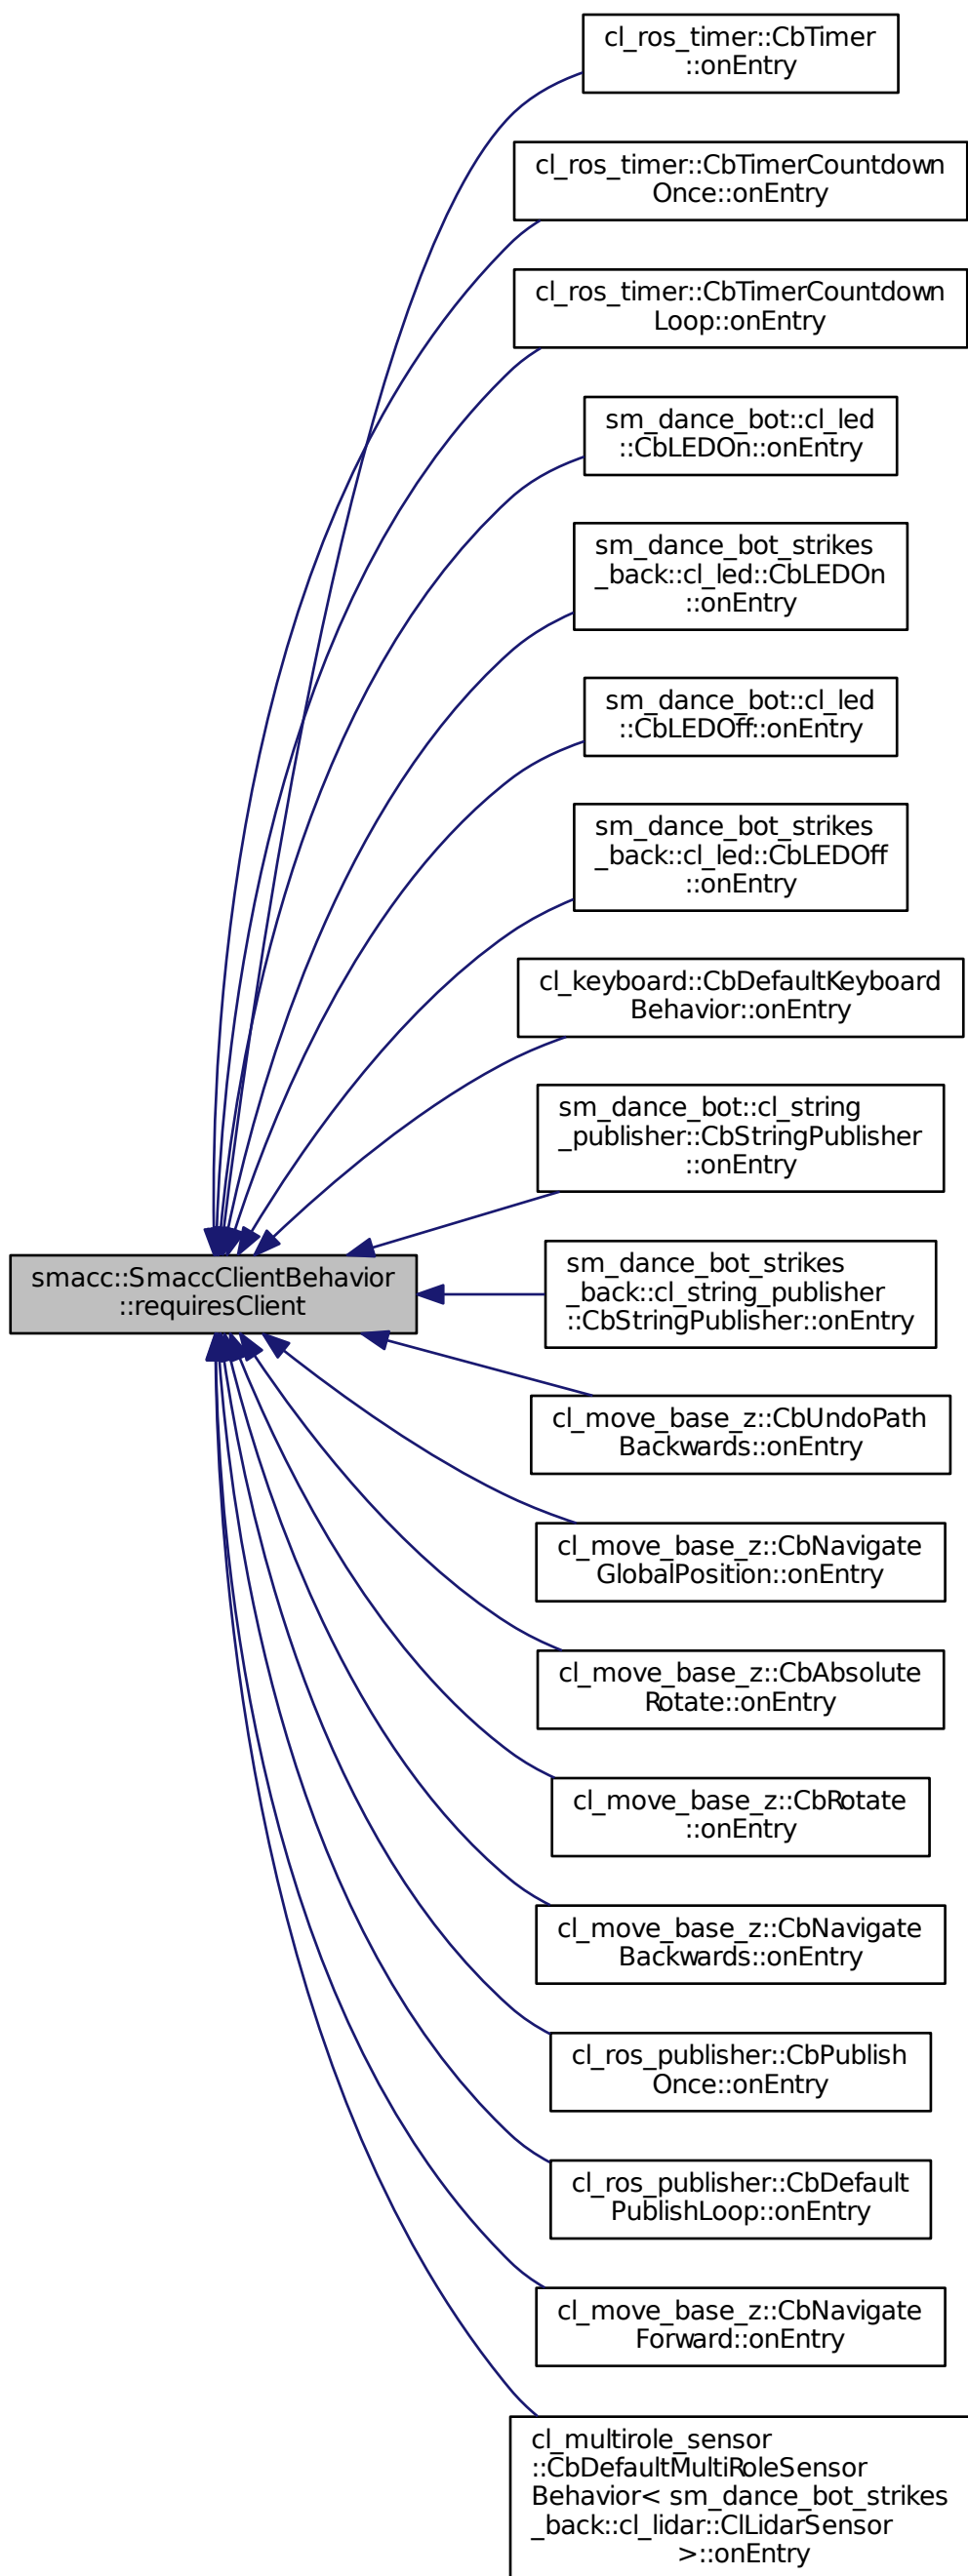 cl_ros_timer::CbTimer
::onEntry
cl_ros_timer::CbTimerCountdown
Once::onEntry
cl_ros_timer::CbTimerCountdown
Loop::onEntry
sm_dance_bot::cl_led
::CbLEDOn::onEntry
sm_dance_bot_strikes
_back::cl_led::CbLEDOn
::onEntry
sm_dance_bot::cl_led
::CbLEDOff::onEntry
sm_dance_bot_strikes
_back::cl_led::CbLEDOff
::onEntry
cl_keyboard::CbDefaultKeyboard
Behavior::onEntry
sm_dance_bot::cl_string
_publisher::CbStringPublisher
::onEntry
smacc::SmaccClientBehavior
::requiresClient
sm_dance_bot_strikes
_back::cl_string_publisher
::CbStringPublisher::onEntry
cl_move_base_z::CbUndoPath
Backwards::onEntry
cl_move_base_z::CbNavigate
GlobalPosition::onEntry
cl_move_base_z::CbAbsolute
Rotate::onEntry
cl_move_base_z::CbRotate
::onEntry
cl_move_base_z::CbNavigate
Backwards::onEntry
cl_ros_publisher::CbPublish
Once::onEntry
cl_ros_publisher::CbDefault
PublishLoop::onEntry
cl_move_base_z::CbNavigate
Forward::onEntry
cl_multirole_sensor
::CbDefaultMultiRoleSensor
Behavior< sm_dance_bot_strikes
_back::cl_lidar::ClLidarSensor
>::onEntry